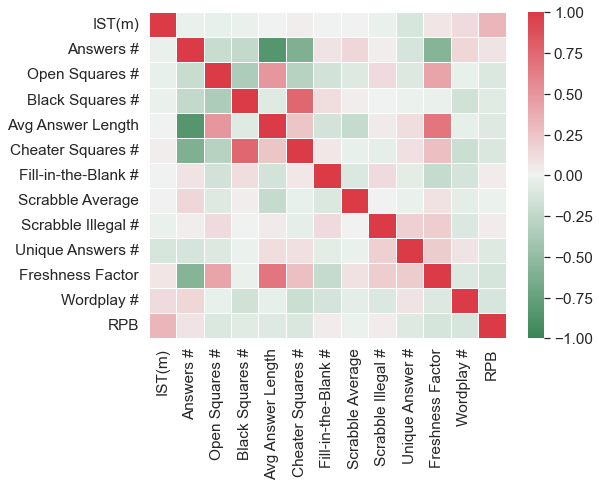 IST(m)
Answers #
Open Squares #
Black Squares #
Avg Answer Length
Cheater Squares #
Fill-in-the-Blank #
Scrabble Average
Scrabble Illegal #
Unique Answers #
Freshness Factor
Wordplay #
RPB
IST(m)
Answers #
Open Squares #
Black Squares #
Avg Answer Length
Cheater Squares #
Fill-in-the-Blank #
Scrabble Average
Scrabble Illegal #
Unique Answer #
Freshness Factor
Wordplay #
RPB
1.00
0.75
0.50
0.25
0.00
−0.25
−0.50
−0.75
−1.00